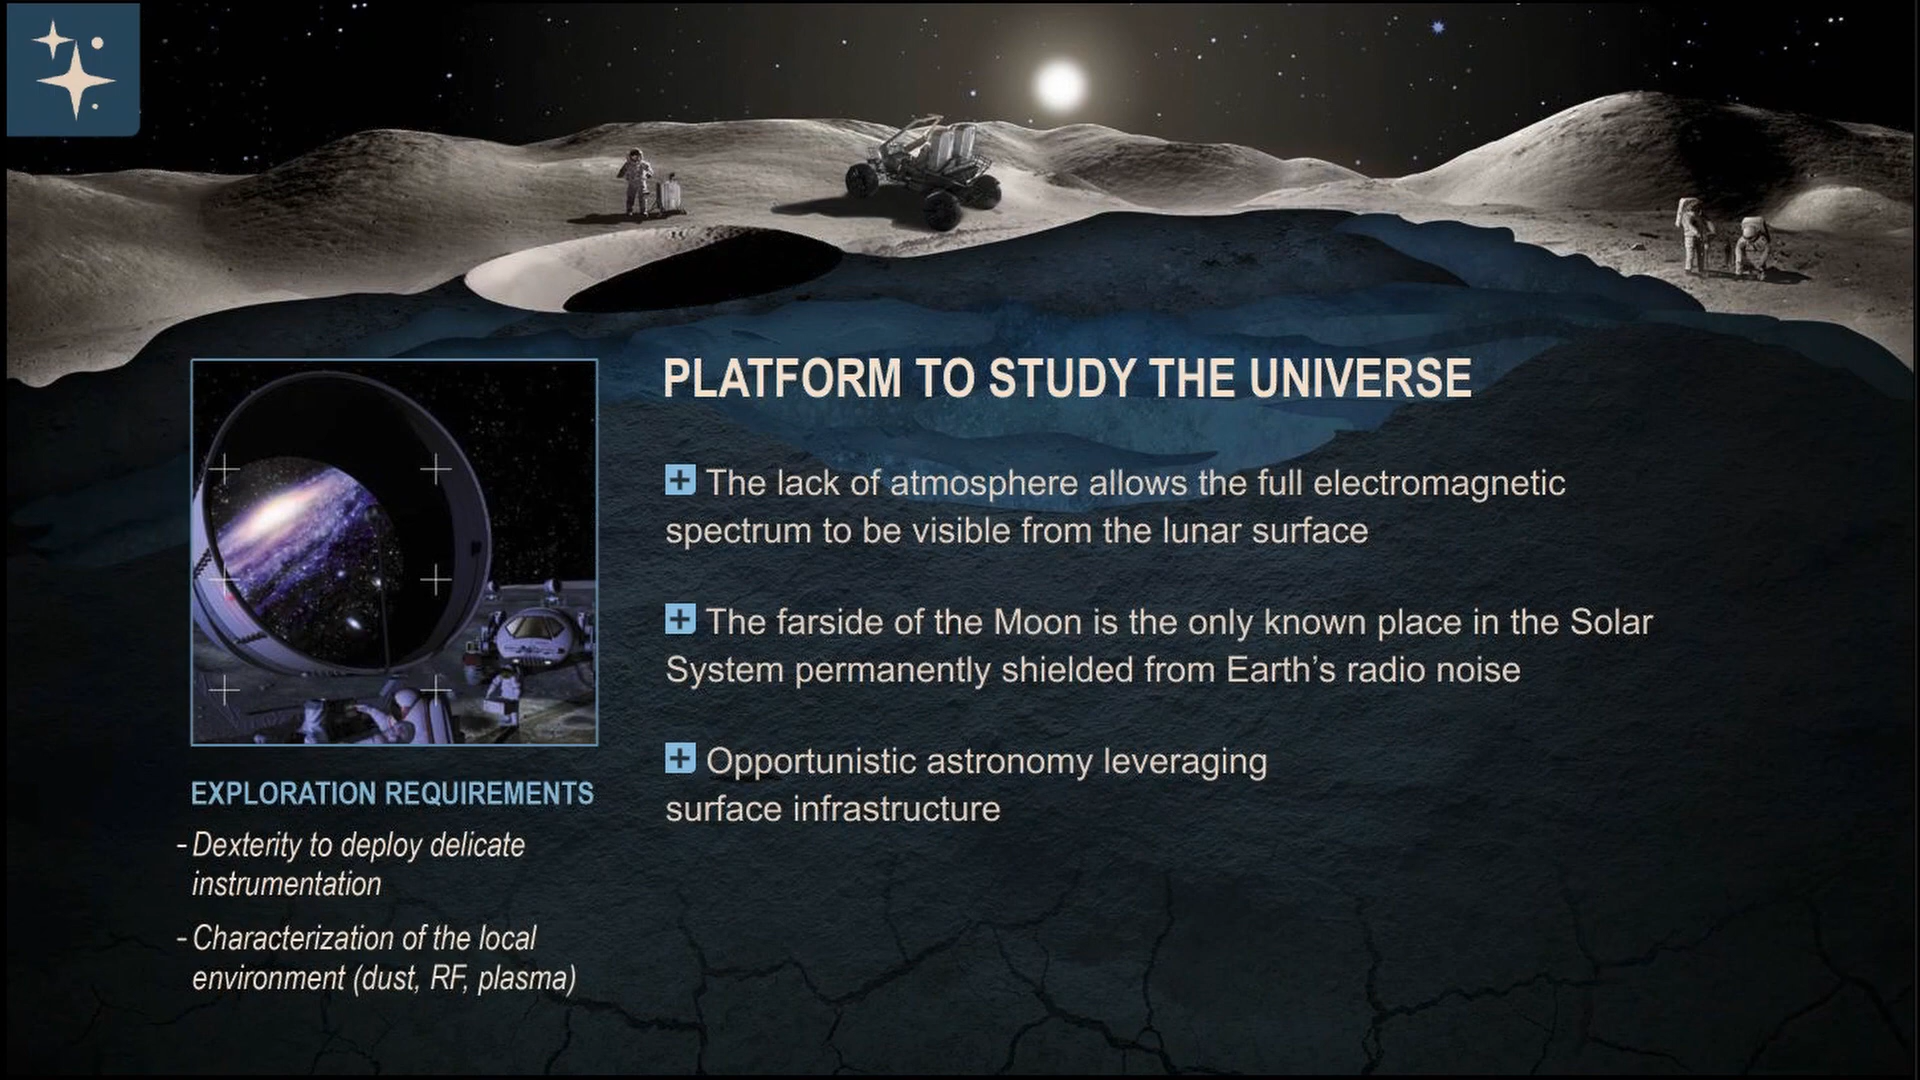 PLATFORM TO STUDY THE UNIVERSE
The lack of atmosphere allows the full electromagnetic
spectrum to be visible from the lunar surface
The farside of the Moon is the only known place in the Solar
System permanently shielded from Earth’s radio noise
Opportunistic astronomy leveraging
surface infrastructure
EXPLORATION REQUIREMENTS
- Dexterity to deploy delicate
instrumentation
- Characterization of the local
environment (dust, RF, plasma)